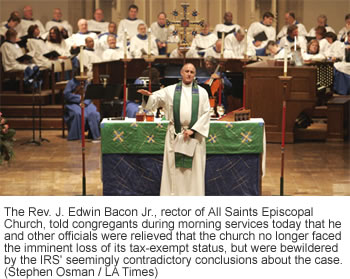 The Rev. J. Edwin Bacon Jr., rector of All Saints Episcopal
Church, told congregants during morning services today that he
and other officials were relieved that the church no longer faced
the imminent loss of its tax-exempt status, but were bewildered
by the IRS' seemingly contradictory conclusions about the case.
(Stephen Osman / LA Times)